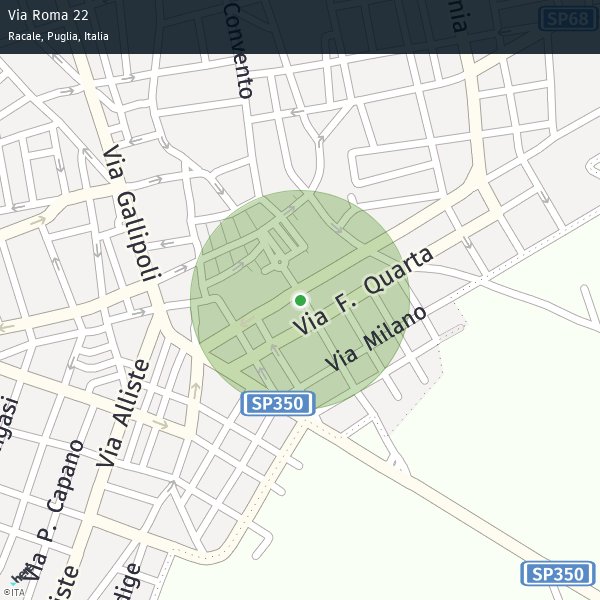 Via Roma 22
Racale, Puglia, Italia
Convento
SP68
Via Gallipoli
Via F. Quarta
Via Milano
SP350
Via Alliste
Via P. Capano
SP350
©ITA